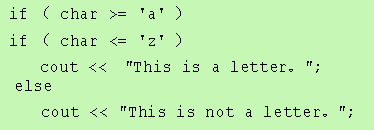 if ( char >= 'a' )
if ( char <= 'z' )
cout << "This is a letter. ";
else
cout << "This is not a letter. ";